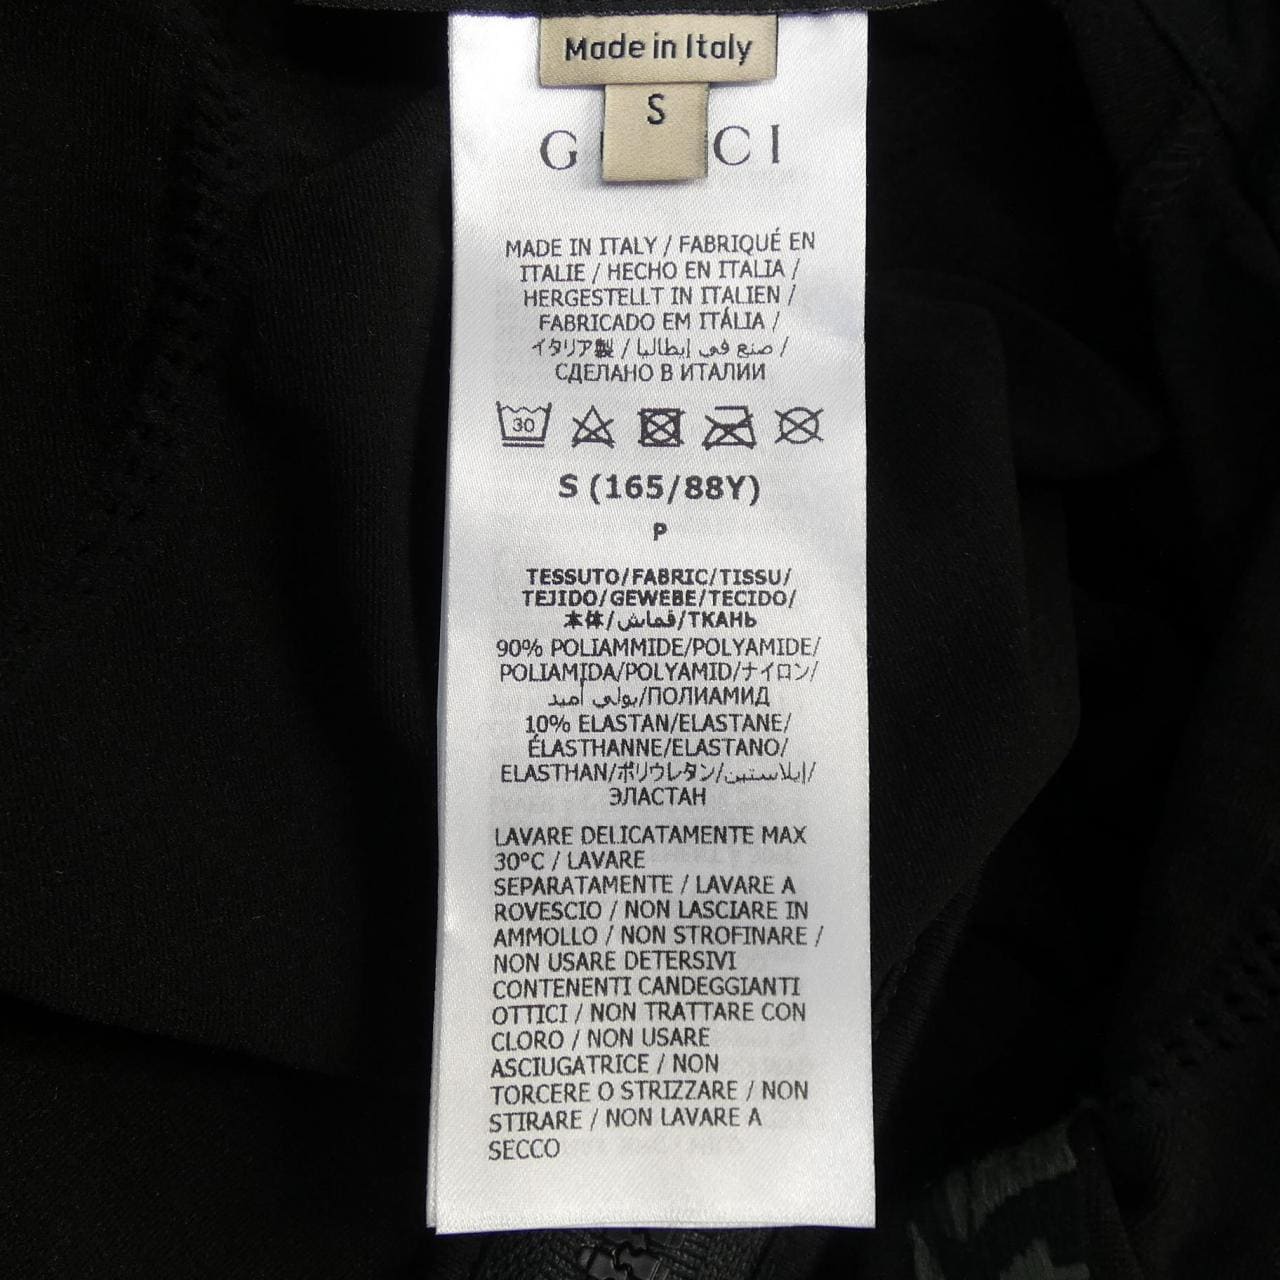 Made in Italy
S
G CI
MADE IN ITALY / FABRIQUÉ EN
ITALIE / HECHO EN ITALIA /
HERGESTELLT IN ITALIEN /
FABRICADO EM ITÁLIA /
イタリア製 / صنع في إيطاليا /
СДЕЛАНО В ИТАЛИИ
30
S (165/88Y)
P
TESSUTO/FABRIC/TISSU/
TEJIDO/GEWEBE/TECIDO/
本体/قماش/ТКАНЬ
90% POLIAMMIDE/POLYAMIDE/
POLIAMIDA/POLYAMID/ナイロン/
بولي أميد/ПОЛИАМИД
10% ELASTAN/ELASTANE/
ÉLASTHANNE/ELASTANO/
ELASTHAN/ポリウレタン/إيلاستين/
ЭЛАСТАН
LAVARE DELICATAMENTE MAX
30°C / LAVARE
SEPARATAMENTE / LAVARE A
ROVESCIO / NON LASCIARE IN
AMMOLLO / NON STROFINARE /
NON USARE DETERSIVI
CONTENENTI CANDEGGIANTI
OTTICI / NON TRATTARE CON
CLORO / NON USARE
ASCIUGATRICE / NON
TORCERE O STRIZZARE / NON
STIRARE / NON LAVARE A
SECCO